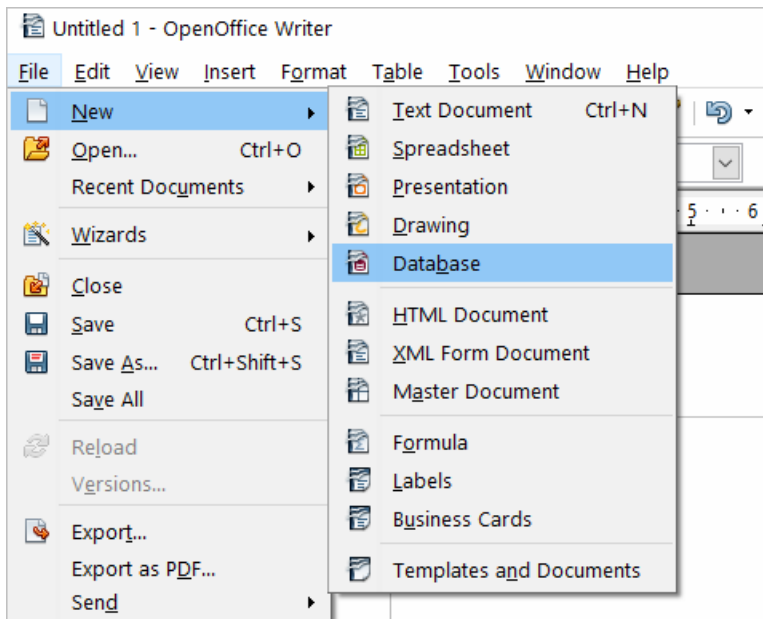 Untitled 1 - OpenOffice Writer
File Edit View Insert Format Table Tools Window Help
New
Open... Ctrl+O
Recent Documents
Wizards
Close
Save Ctrl+S
Save As... Ctrl+Shift+S
Save All
Reload
Versions...
Export...
Export as PDF...
Send
Text Document Ctrl+N
Spreadsheet
Presentation
Drawing
Database
HTML Document
XML Form Document
Master Document
Formula
Labels
Business Cards
Templates and Documents
5 6